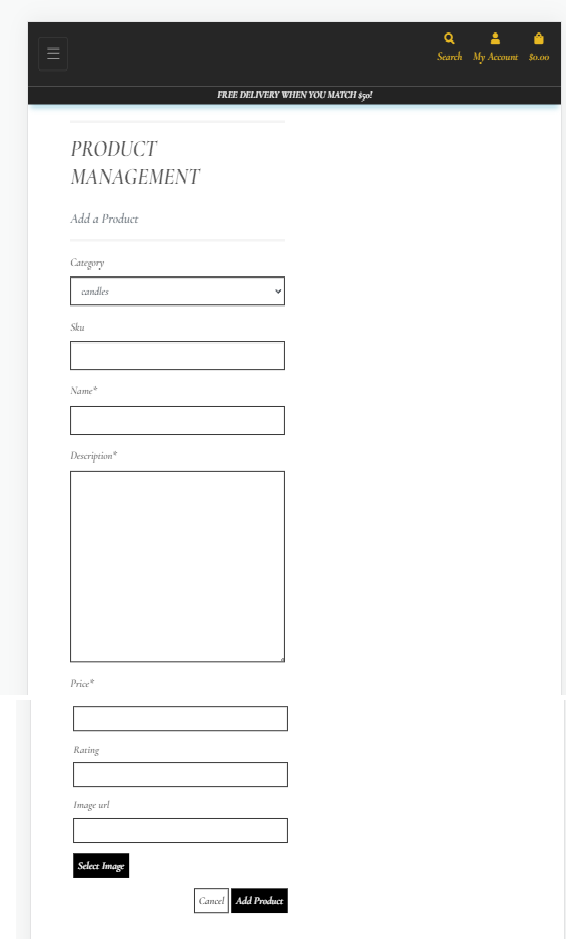 Search My Account $0.00
FREE DELIVERY WHEN YOU MATCH $50!
PRODUCT
MANAGEMENT
Add a Product
Category
candles
Sku
Name*
Description*
Price*
Rating
Image url
Select Image
Cancel Add Product